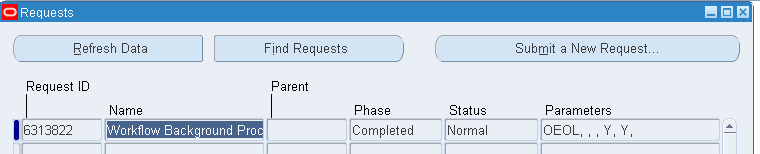 Requests
Refresh Data Find Requests Submit a New Request...
Request ID Parent
Name Phase Status Parameters
6313822 Workflow Background Proc Completed Normal OEOL, , , Y, Y,